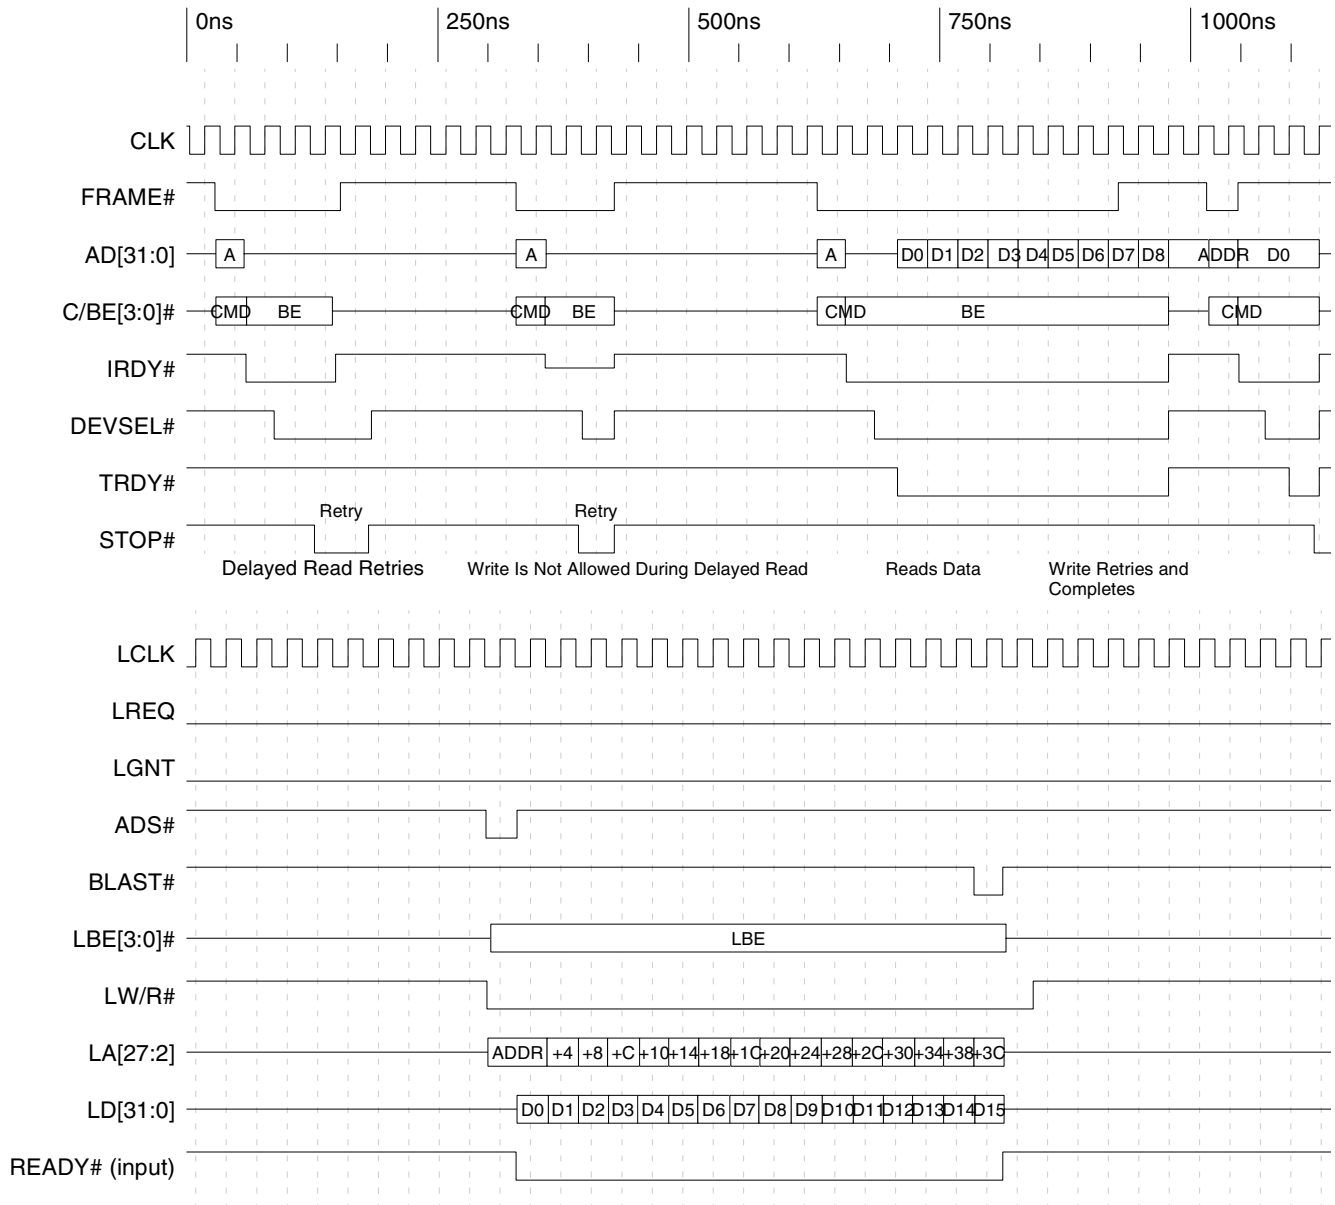 0ns 250ns 500ns 750ns 1000ns
CLK
FRAME#
AD[31:0] A A A D0 D1 D2 D3 D4 D5 D6 D7 D8 ADDR D0
C/BE[3:0]# CMD BE CMD BE CMD BE CMD
IRDY#
DEVSEL#
TRDY#
Retry Retry
STOP#
Delayed Read Retries Write Is Not Allowed During Delayed Read Reads Data Write Retries and
Completes
LCLK
LREQ
LGNT
ADS#
BLAST#
LBE[3:0]# LBE
LW/R#
LA[27:2] ADDR +4 +8 +C +10 +14 +18 +1C +20 +24 +28 +2C +30 +34 +38 +3C
LD[31:0] D0 D1 D2 D3 D4 D5 D6 D7 D8 D9 D10 D11 D12 D13 D14 D15
READY# (input)